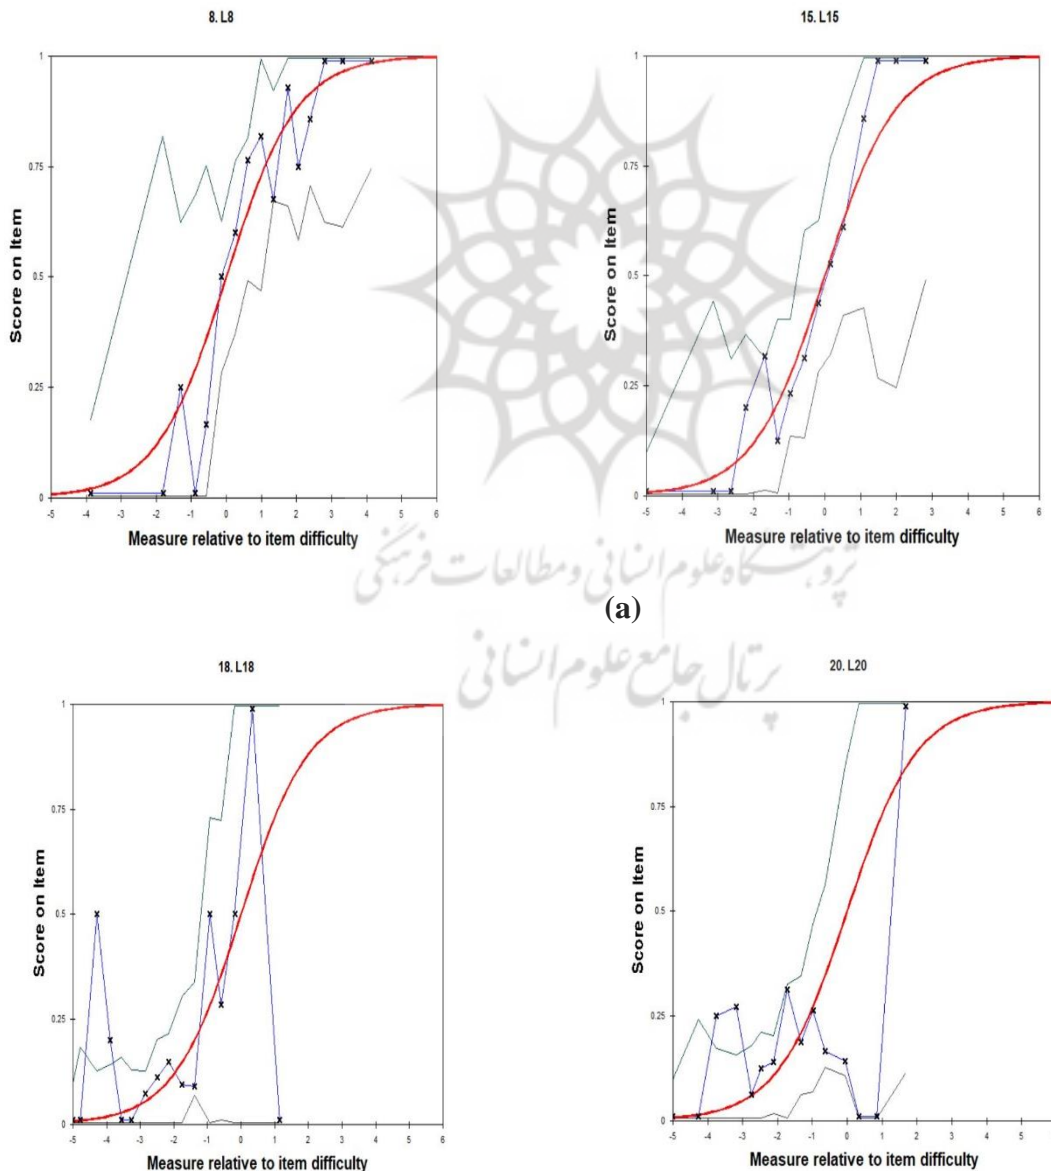 8. L8
15. L15
Score on Item
1
0.75
0.5
0.25
0
-5 -4 -3 -2 -1 0 1 2 3 4 5 6
Measure relative to item difficulty
Score on Item
1
0.75
0.5
0.25
0
-5 -4 -3 -2 -1 0 1 2 3 4 5 6
Measure relative to item difficulty
پژوهشگاه علوم انسانی و مطالعات فرهنگی
(a)
پرتال جامع علوم انسانی
18. L18
20. L20
Score on Item
1
0.75
0.5
0.25
0
-5 -4 -3 -2 -1 0 1 2 3 4 5 6
Measure relative to item difficulty
Score on Item
1
0.75
0.5
0.25
0
-5 -4 -3 -2 -1 0 1 2 3 4 5
Measure relative to item difficulty